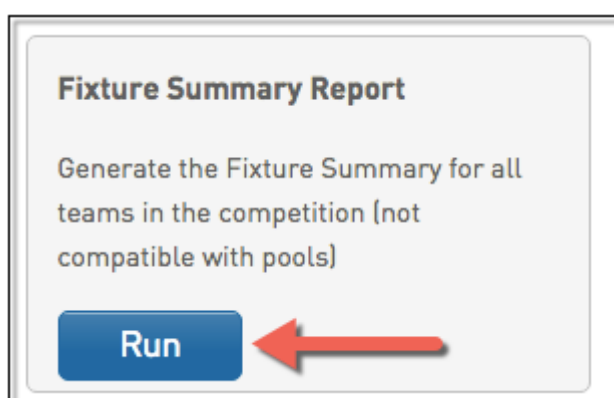 Fixture Summary Report
Generate the Fixture Summary for all
teams in the competition (not
compatible with pools)
Run